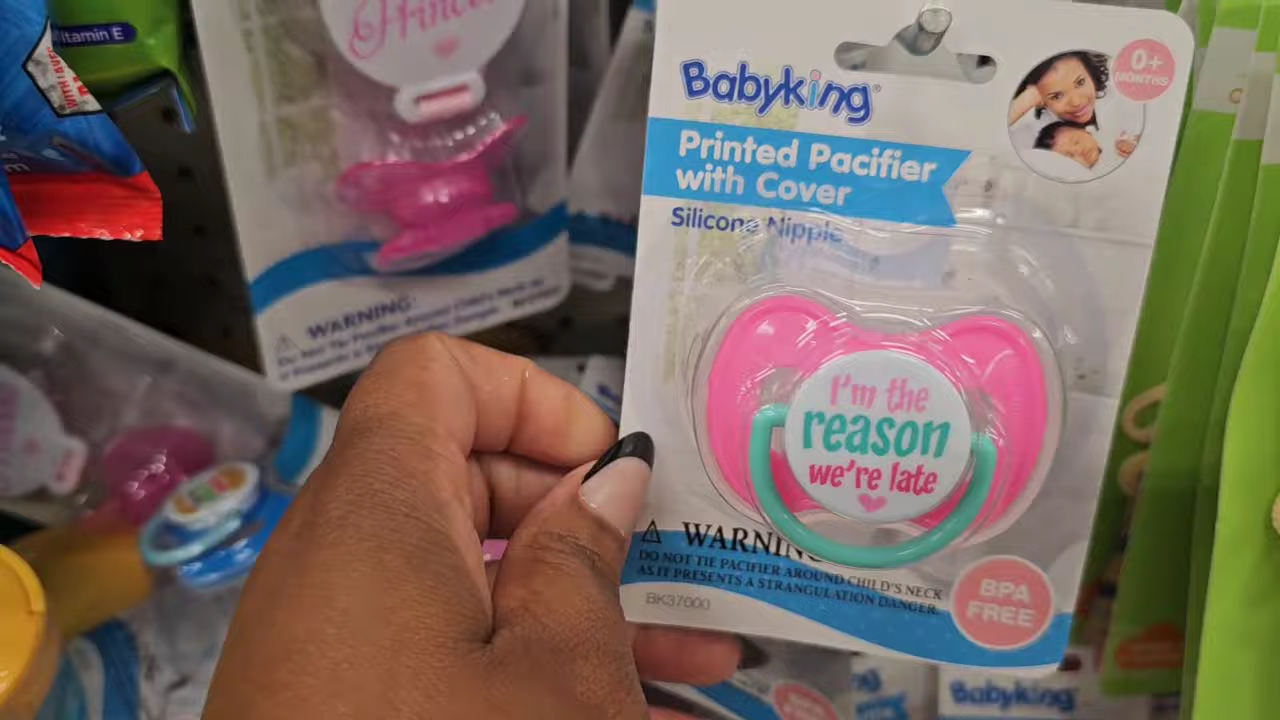 Vitamin E
Princess
WARNING:
Babyking®
0+
MONTHS
Printed Pacifier
with Cover
Silicone Nipple
I'm the
reason
we're late
WARNING
DO NOT TIE PACIFIER AROUND CHILD'S NECK
AS IT PRESENTS A STRANGULATION DANGER.
BK37000
BPA
FREE
Babyking